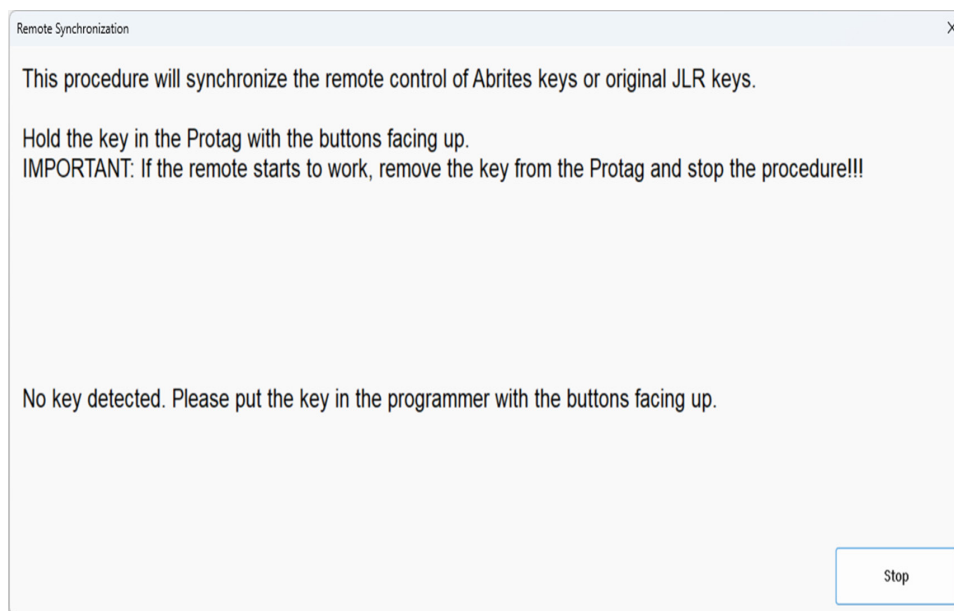 Remote Synchronization
This procedure will synchronize the remote control of Abrites keys or original JLR keys.
Hold the key in the Protag with the buttons facing up.
IMPORTANT: If the remote starts to work, remove the key from the Protag and stop the procedure!!!
No key detected. Please put the key in the programmer with the buttons facing up.
Stop